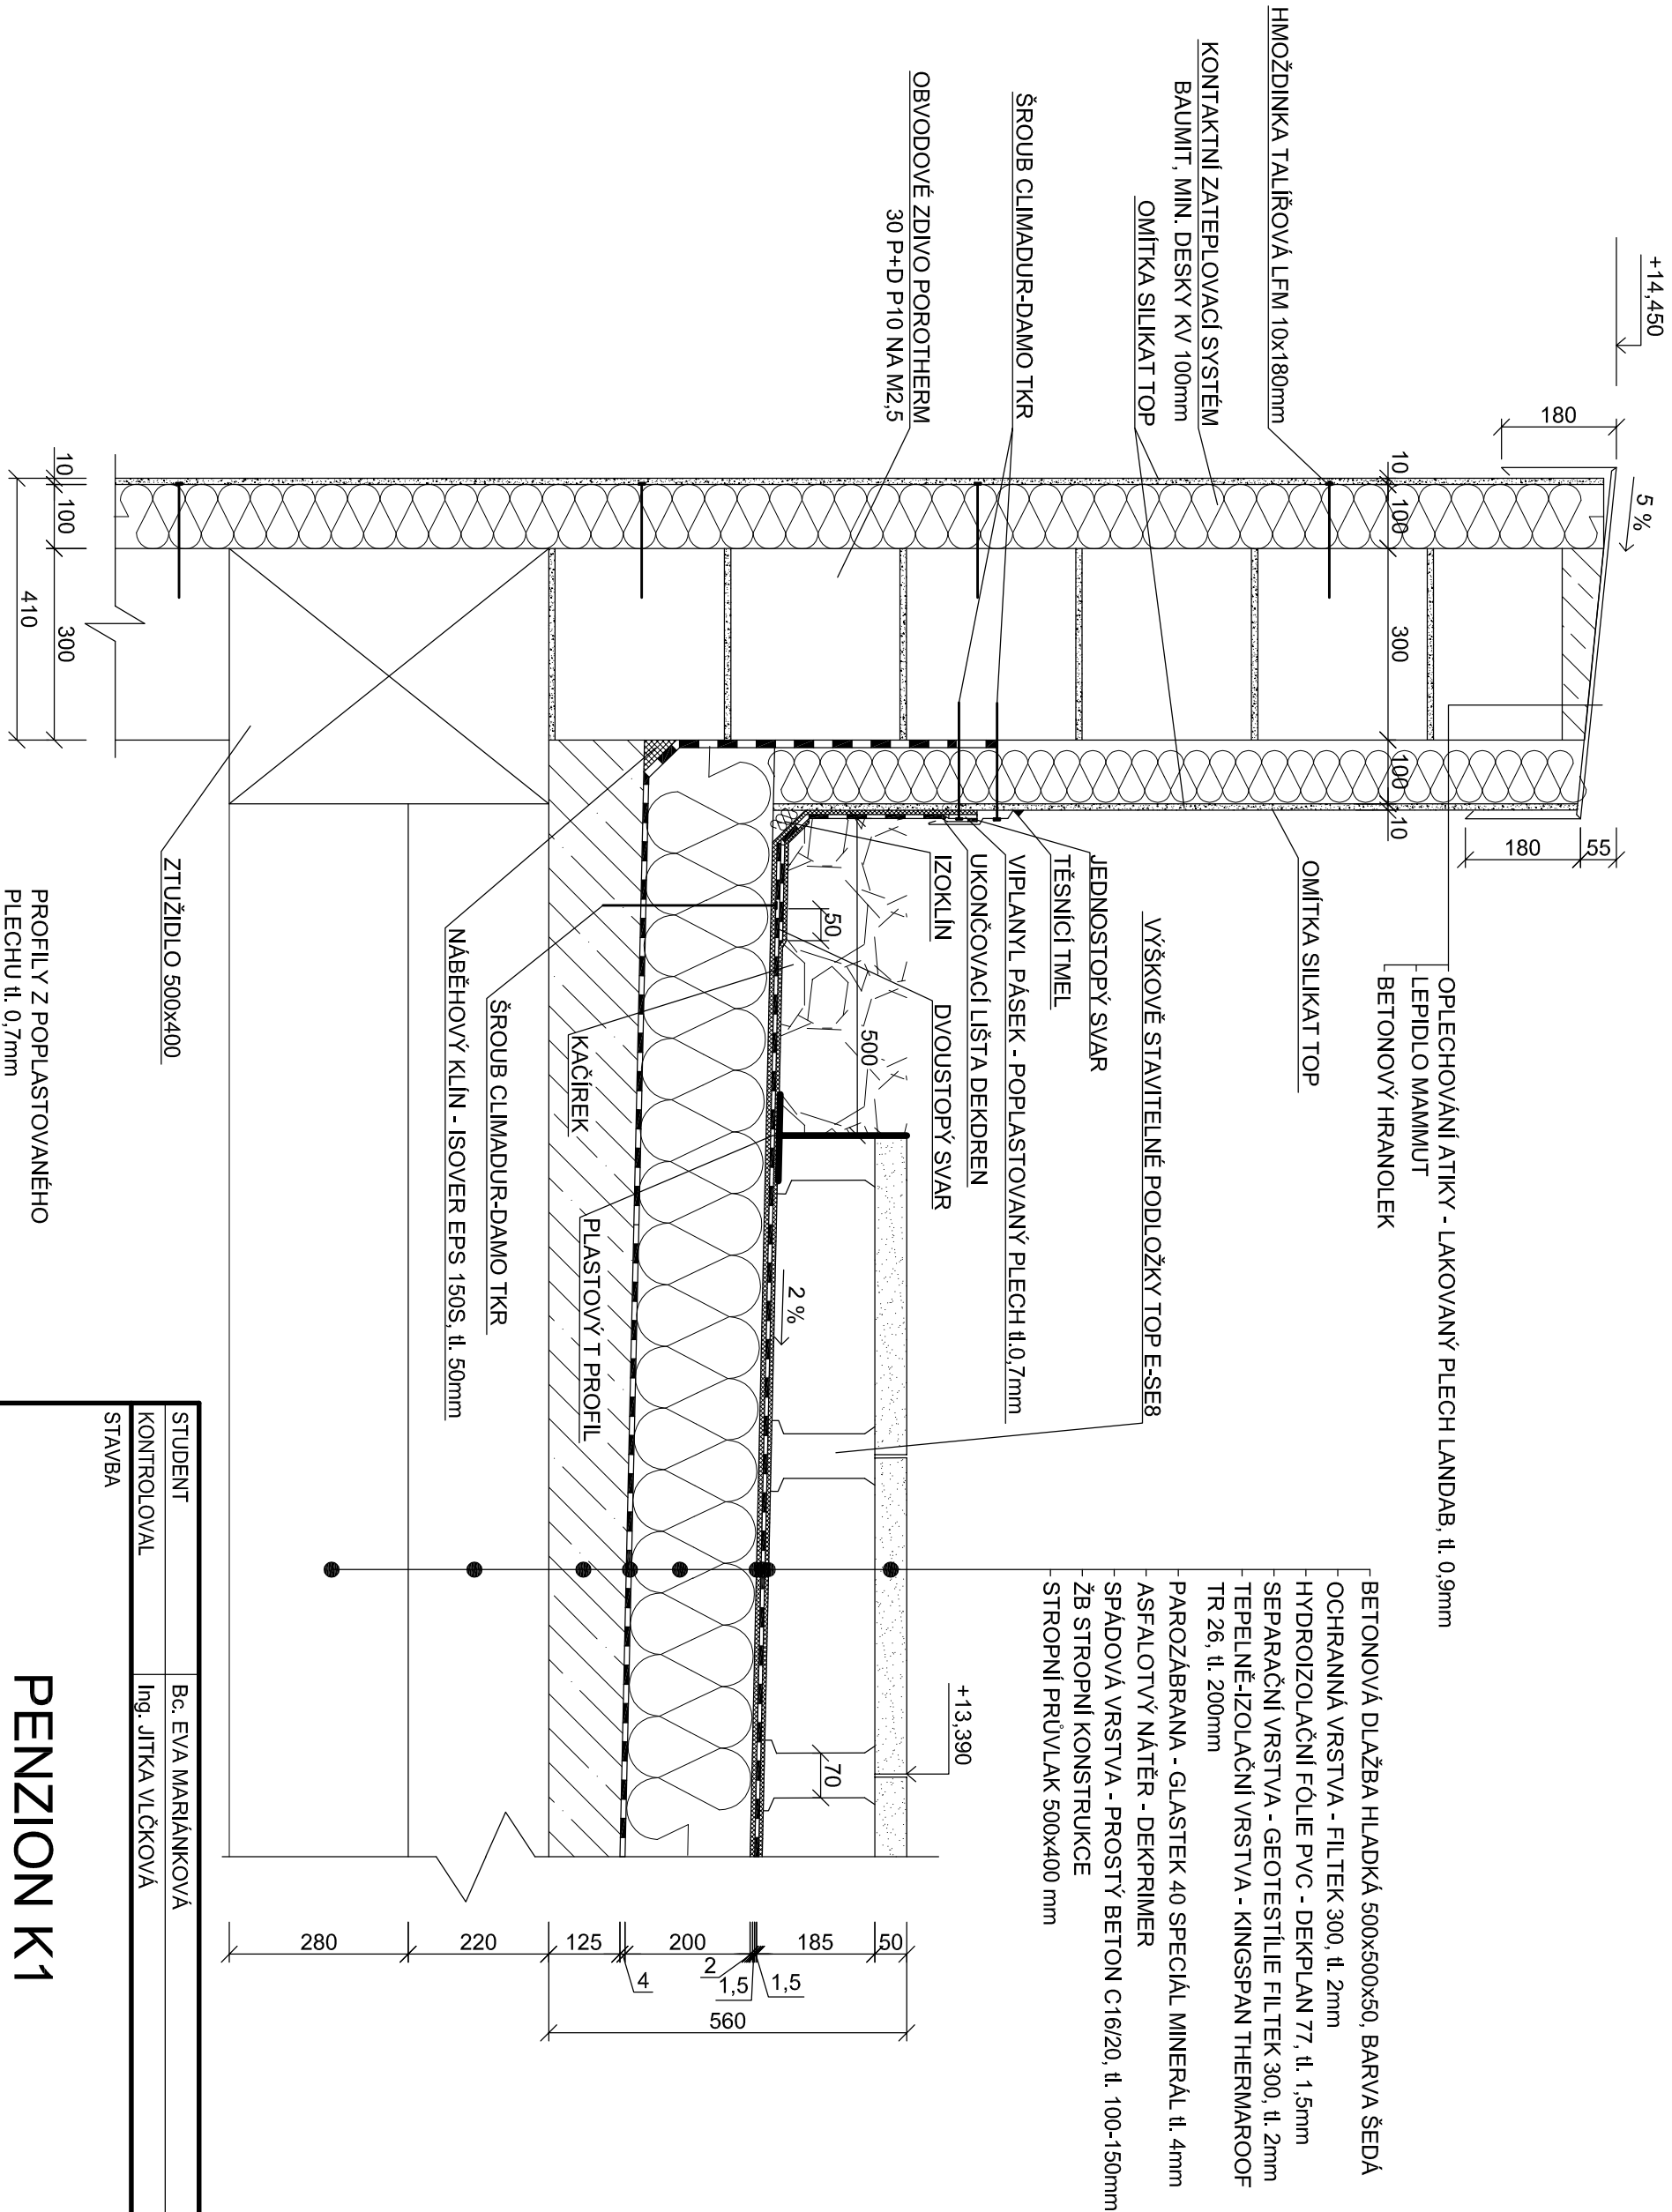 +14,450
5 %
180
HMOŽDINKA TALÍŘOVÁ LFM 10x180mm
KONTAKTNÍ ZATEPLOVACÍ SYSTÉM
BAUMIT, MIN. DESKY KV 100mm
OMÍTKA SILIKAT TOP
ŠROUB CLIMADUR-DAMO TKR
OBVODOVÉ ZDIVO POROTHERM
30 P+D P10 NA M2,5
10
100
300
100
10
180
55
OPLECHOVÁNÍ ATIKY - LAKOVANÝ PLECH LANDAB, tl. 0,9mm
LEPIDLO MAMMUT
BETONOVÝ HRANOLEK
OMÍTKA SILIKAT TOP
VÝŠKOVĚ STAVITELNÉ PODLOŽKY TOP E-SE8
JEDNOSTOPÝ SVAR
TĚSNÍCÍ TMEL
VIPLANYL PÁSEK - POPLASTOVANÝ PLECH tl.0,7mm
UKONČOVACÍ LIŠTA DEKDREN
IZOKLÍN
DVOUSTOPÝ SVAR
50
500
2 %
70
+13,390
BETONOVÁ DLAŽBA HLADKÁ 500x500x50, BARVA ŠEDÁ
OCHRANNÁ VRSTVA - FILTEK 300, tl. 2mm
HYDROIZOLAČNÍ FÓLIE PVC - DEKPLAN 77, tl. 1,5mm
SEPARAČNÍ VRSTVA - GEOTESTÍLIE FILTEK 300, tl. 2mm
TEPELNĚ-IZOLAČNÍ VRSTVA - KINGSPAN THERMAROOF
TR 26, tl. 200mm
PAROZÁBRANA - GLASTEK 40 SPECIÁL MINERÁL tl. 4mm
ASFALOTVÝ NÁTĚR - DEKPRIMER
SPÁDOVÁ VRSTVA - PROSTÝ BETON C16/20, tl. 100-150mm
ŽB STROPNÍ KONSTRUKCE
STROPNÍ PRŮVLAK 500x400 mm
KAČÍREK
PLASTOVÝ T PROFIL
ŠROUB CLIMADUR-DAMO TKR
NÁBĚHOVÝ KLÍN - ISOVER EPS 150S, tl. 50mm
ZTUŽIDLO 500x400
50
185
1,5
1,5
2
200
4
125
220
280
560
10
100
300
410
PROFILY Z POPLASTOVANÉHO
PLECHU tl. 0,7mm
STUDENT
Bc. EVA MARIÁNKOVÁ
KONTROLOVAL
Ing. JITKA VLČKOVÁ
STAVBA
PENZION K1